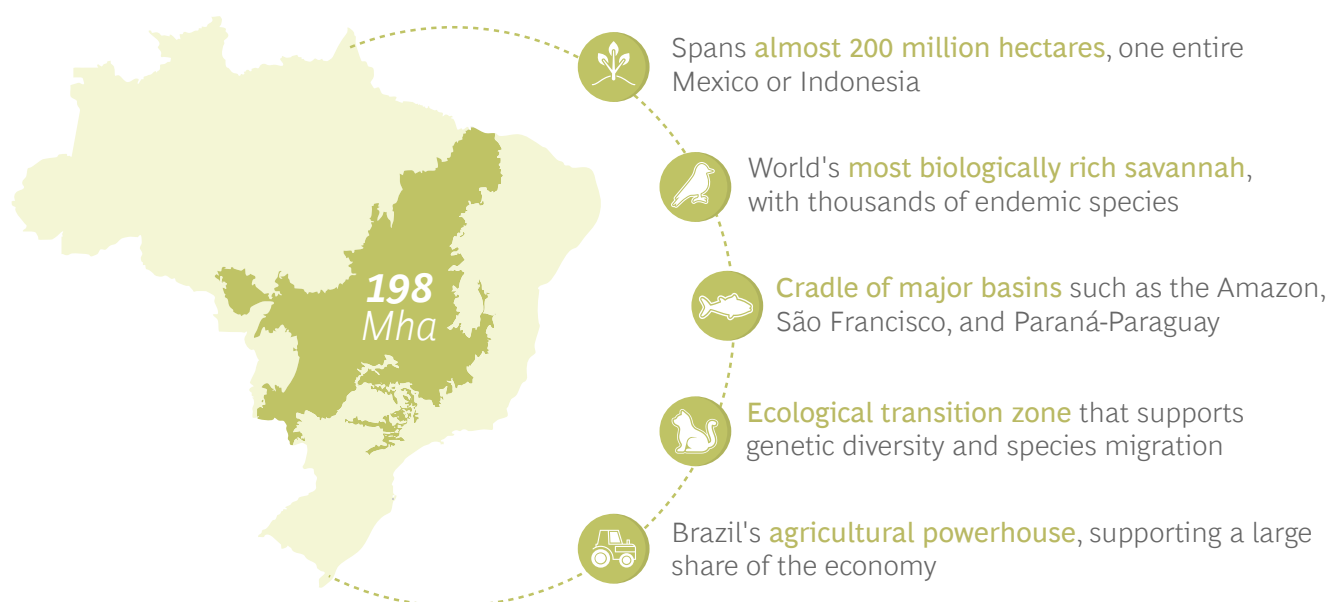 198
Mha
Spans almost 200 million hectares, one entire
Mexico or Indonesia
World's most biologically rich savannah,
with thousands of endemic species
Cradle of major basins such as the Amazon,
São Francisco, and Paraná-Paraguay
Ecological transition zone that supports
genetic diversity and species migration
Brazil's agricultural powerhouse, supporting a large
share of the economy